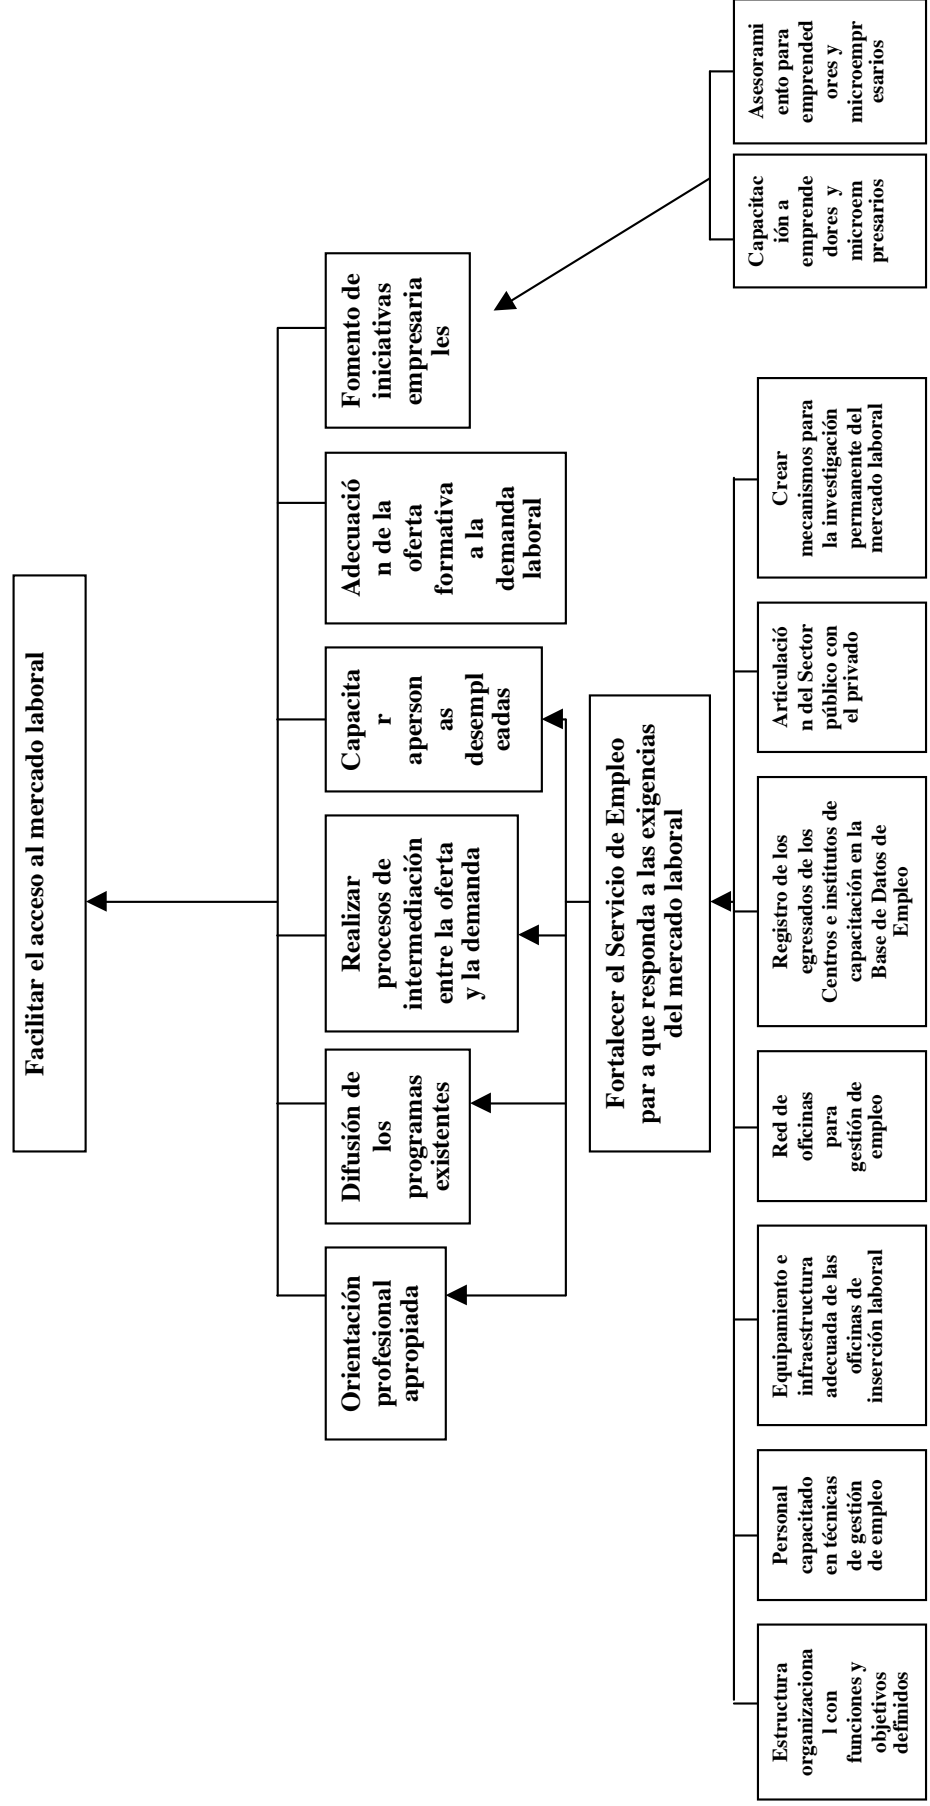 Facilitar el acceso al mercado laboral
Orientación
profesional
apropiada
Difusión de
los
programas
existentes
Realizar
procesos de
intermediación
entre la oferta
y la demanda
Capacita
r
aperson
as
desempl
eadas
Adecuació
n de la
oferta
formativa
a la
demanda
laboral
Fomento de
iniciativas
empresaria
les
Fortalecer el Servicio de Empleo
par a que responda a las exigencias
del mercado laboral
Estructura
organizaciona
l con
funciones y
objetivos
definidos
Personal
capacitado
en técnicas
de gestión
de empleo
Equipamiento e
infraestructura
adecuada de las
oficinas de
inserción laboral
Red de
oficinas
para
gestión de
empleo
Registro de los
egresados de los
Centros e institutos de
capacitación en la
Base de Datos de
Empleo
Articulació
n del Sector
público con
el privado
Crear
mecanismos para
la investigación
permanente del
mercado laboral
Capacitac
ión a
emprende
dores y
microem
presarios
Asesorami
ento para
emprended
ores y
microempr
esarios